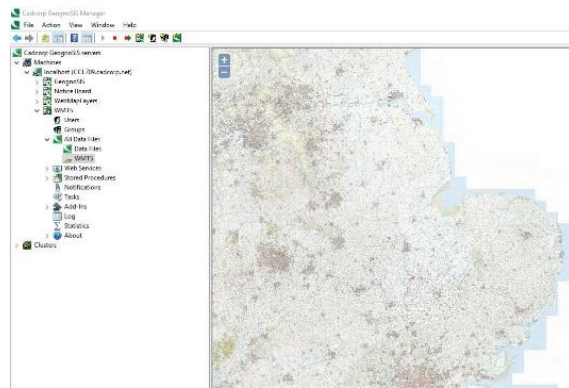 Cadcorp GeognoSIS Manager
File Action View Window Help
Cadcorp GeognoSIS servers
Machines
localhost (CC1709.cadcorp.net)
GeognoSIS
Notice Board
WebMapLayers
WMTS
Users
Groups
All Data Files
Data Files
WMTS
Web Services
Stored Procedures
Notifications
Tasks
Add-Ins
Log
Statistics
About
Clusters